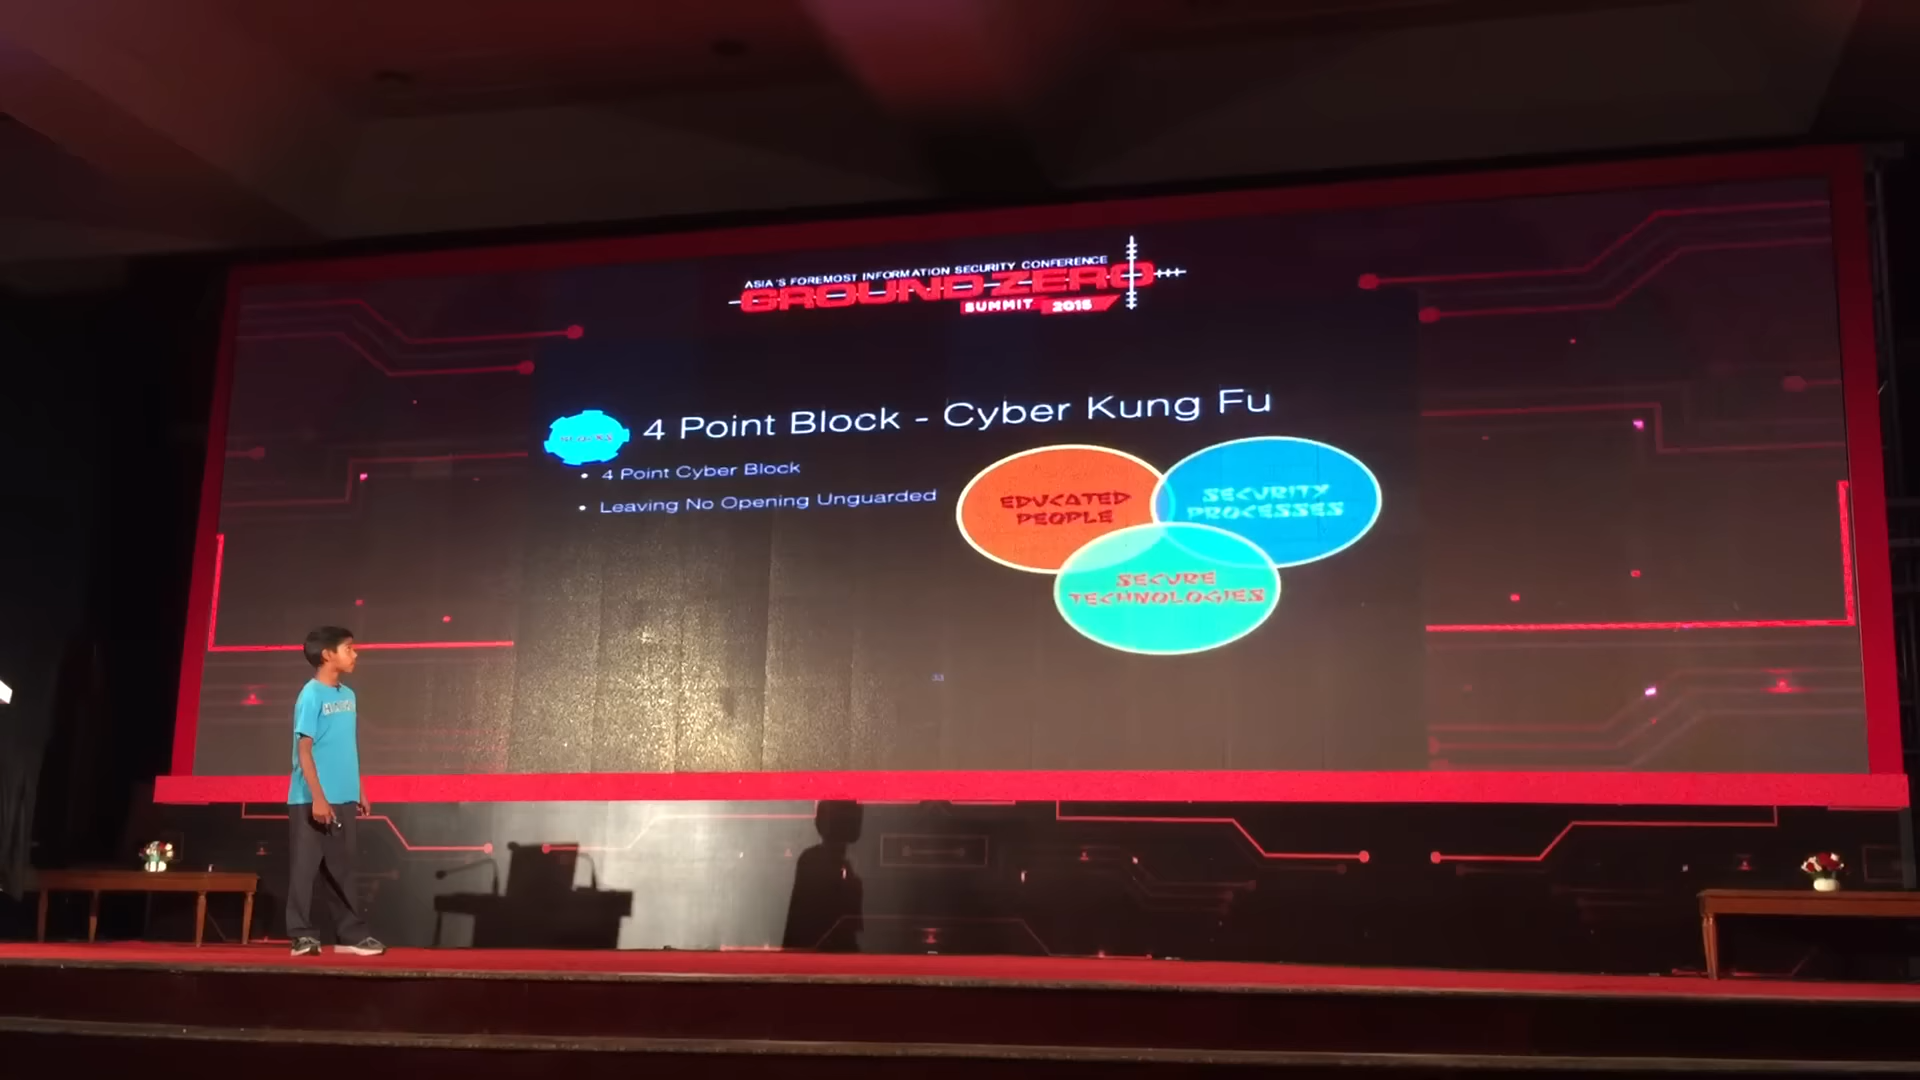 ASIA'S FOREMOST INFORMATION SECURITY CONFERENCE
GROUND ZERO
SUMMIT 2015
4 Point Block - Cyber Kung Fu
• 4 Point Cyber Block
• Leaving No Opening Unguarded
EDUCATED
PEOPLE
SECURITY
PROCESSES
SECURE
TECHNOLOGIES
33